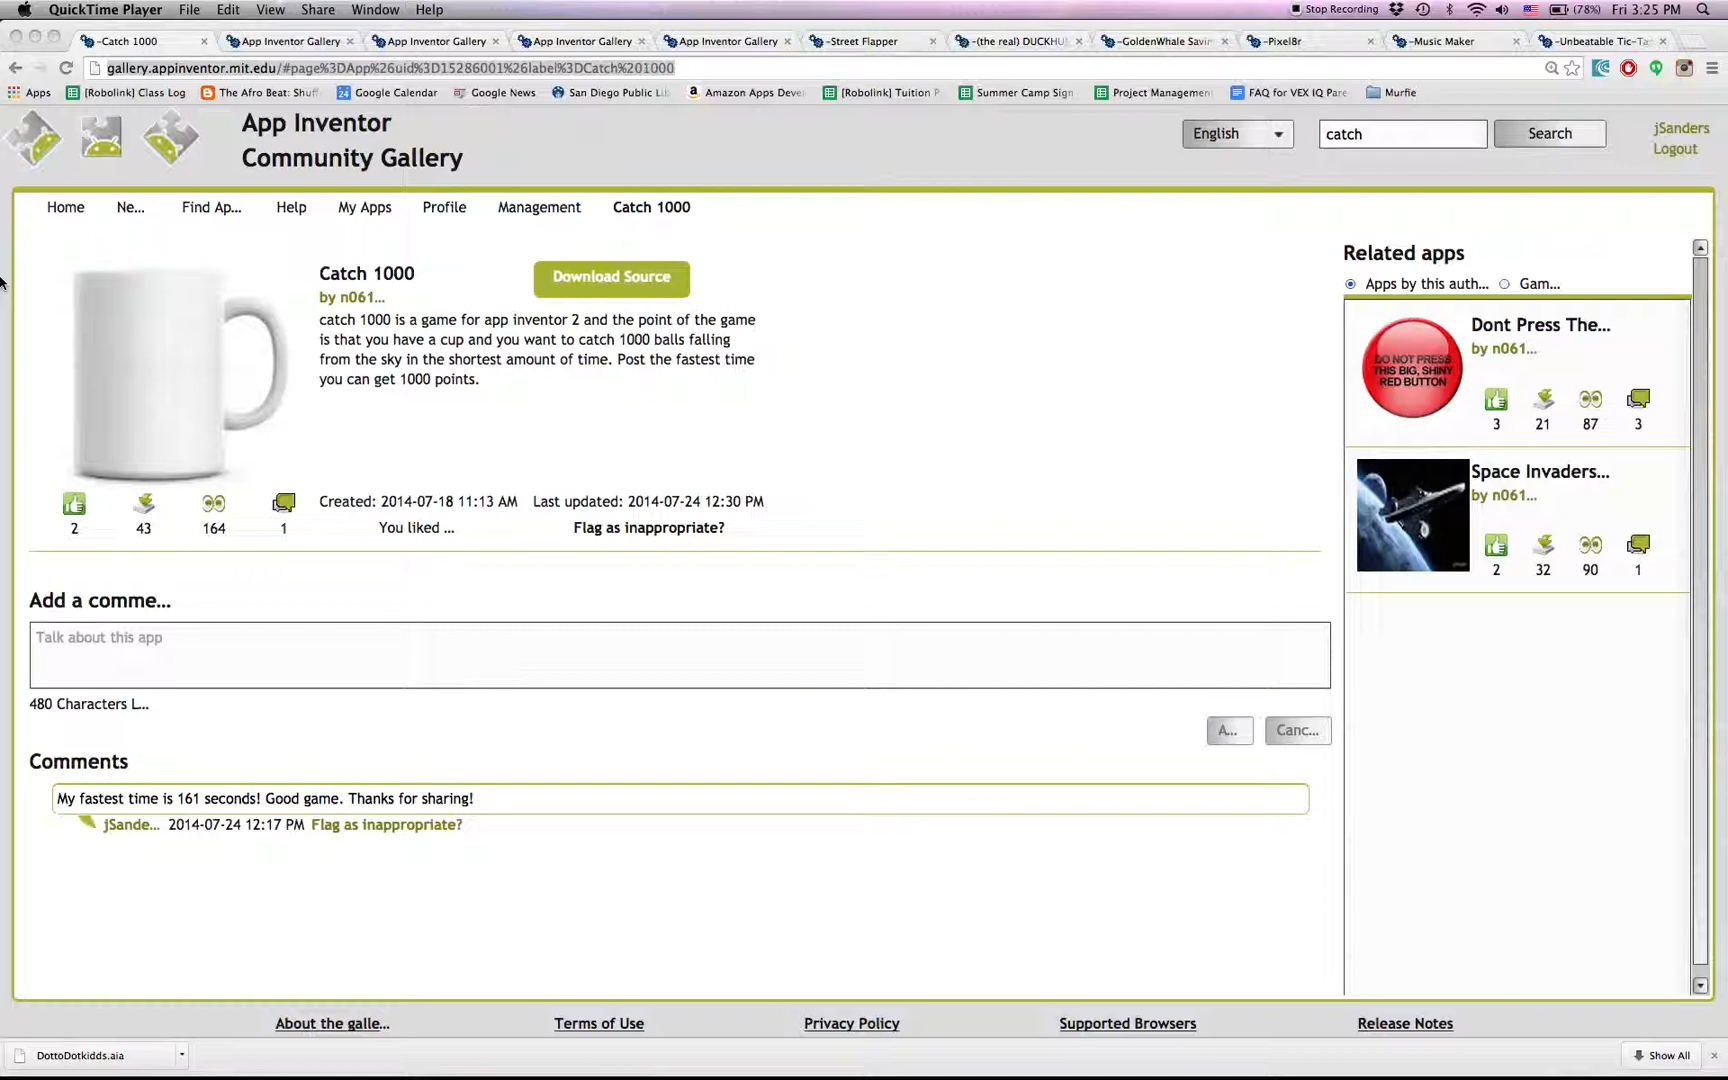 QuickTime Player File Edit View Share Window Help Stop Recording (78%) Fri 3:25 PM
-Catch 1000 App Inventor Gallery App Inventor Gallery App Inventor Gallery App Inventor Gallery -Street Flapper -(the real) DUCKHU -GoldenWhale Savin -Pixel8r -Music Maker -Unbeatable Tic-Ta
gallery.appinventor.mit.edu/#page%3DApp%26uid%3D15286001%26label%3DCatch%201000
Apps [Robolink] Class Log The Afro Beat: Shuf 24 Google Calendar Google News San Diego Public Li Amazon Apps Deve [Robolink] Tuition P Summer Camp Sign Project Management FAQ for VEX IQ Pare Murfie
App Inventor
Community Gallery
English catch Search
jSanders
Logout
Home Ne... Find Ap... Help My Apps Profile Management Catch 1000
Catch 1000
Download Source
by n061...
catch 1000 is a game for app inventor 2 and the point of the game
is that you have a cup and you want to catch 1000 balls falling
from the sky in the shortest amount of time. Post the fastest time
you can get 1000 points.
2 43 164 1
Created: 2014-07-18 11:13 AM Last updated: 2014-07-24 12:30 PM
You liked ... Flag as inappropriate?
Add a comme...
Talk about this app
480 Characters L...
A... Canc...
Comments
My fastest time is 161 seconds! Good game. Thanks for sharing!
jSande... 2014-07-24 12:17 PM Flag as inappropriate?
Related apps
Apps by this auth... Gam...
DO NOT PRESS
THIS BIG, SHINY
RED BUTTON
Dont Press The...
by n061...
3 21 87 3
Space Invaders...
by n061...
2 32 90 1
About the galle... Terms of Use Privacy Policy Supported Browsers Release Notes
DottoDotkidds.aia Show All